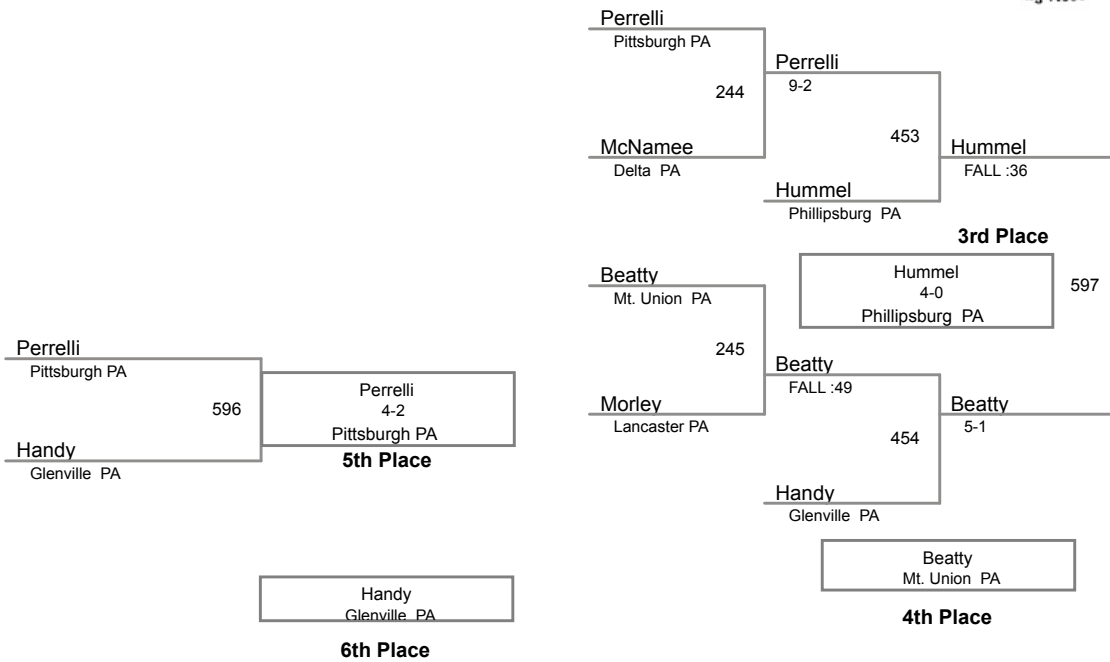 Perrelli
Pittsburgh PA
Perrelli
244
9-2
453
McNamee
Hummel
Delta PA
FALL :36
Hummel
Phillipsburg PA
3rd Place
Hummel
4-0
Phillipsburg PA
597
Beatty
Mt. Union PA
245
Beatty
FALL :49
Morley
Beatty
Lancaster PA
5-1
454
Handy
Glenville PA
Beatty
Mt. Union PA
4th Place
Perrelli
Pittsburgh PA
596
Perrelli
4-2
Pittsburgh PA
Handy
5th Place
Glenville PA
Handy
Glenville PA
6th Place